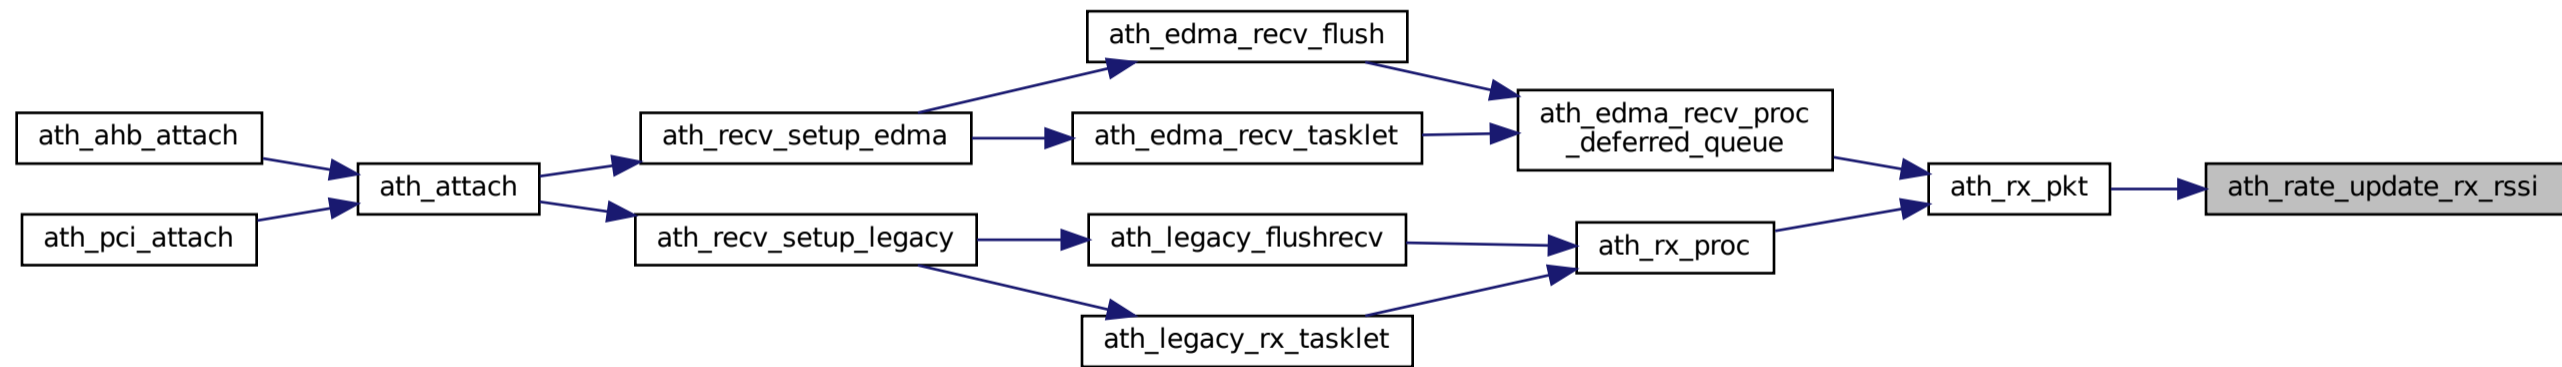 ath_edma_recv_flush
ath_ahb_attach
ath_recv_setup_edma
ath_edma_recv_tasklet
ath_edma_recv_proc
_deferred_queue
ath_attach
ath_rx_pkt
ath_rate_update_rx_rssi
ath_pci_attach
ath_recv_setup_legacy
ath_legacy_flushrecv
ath_rx_proc
ath_legacy_rx_tasklet